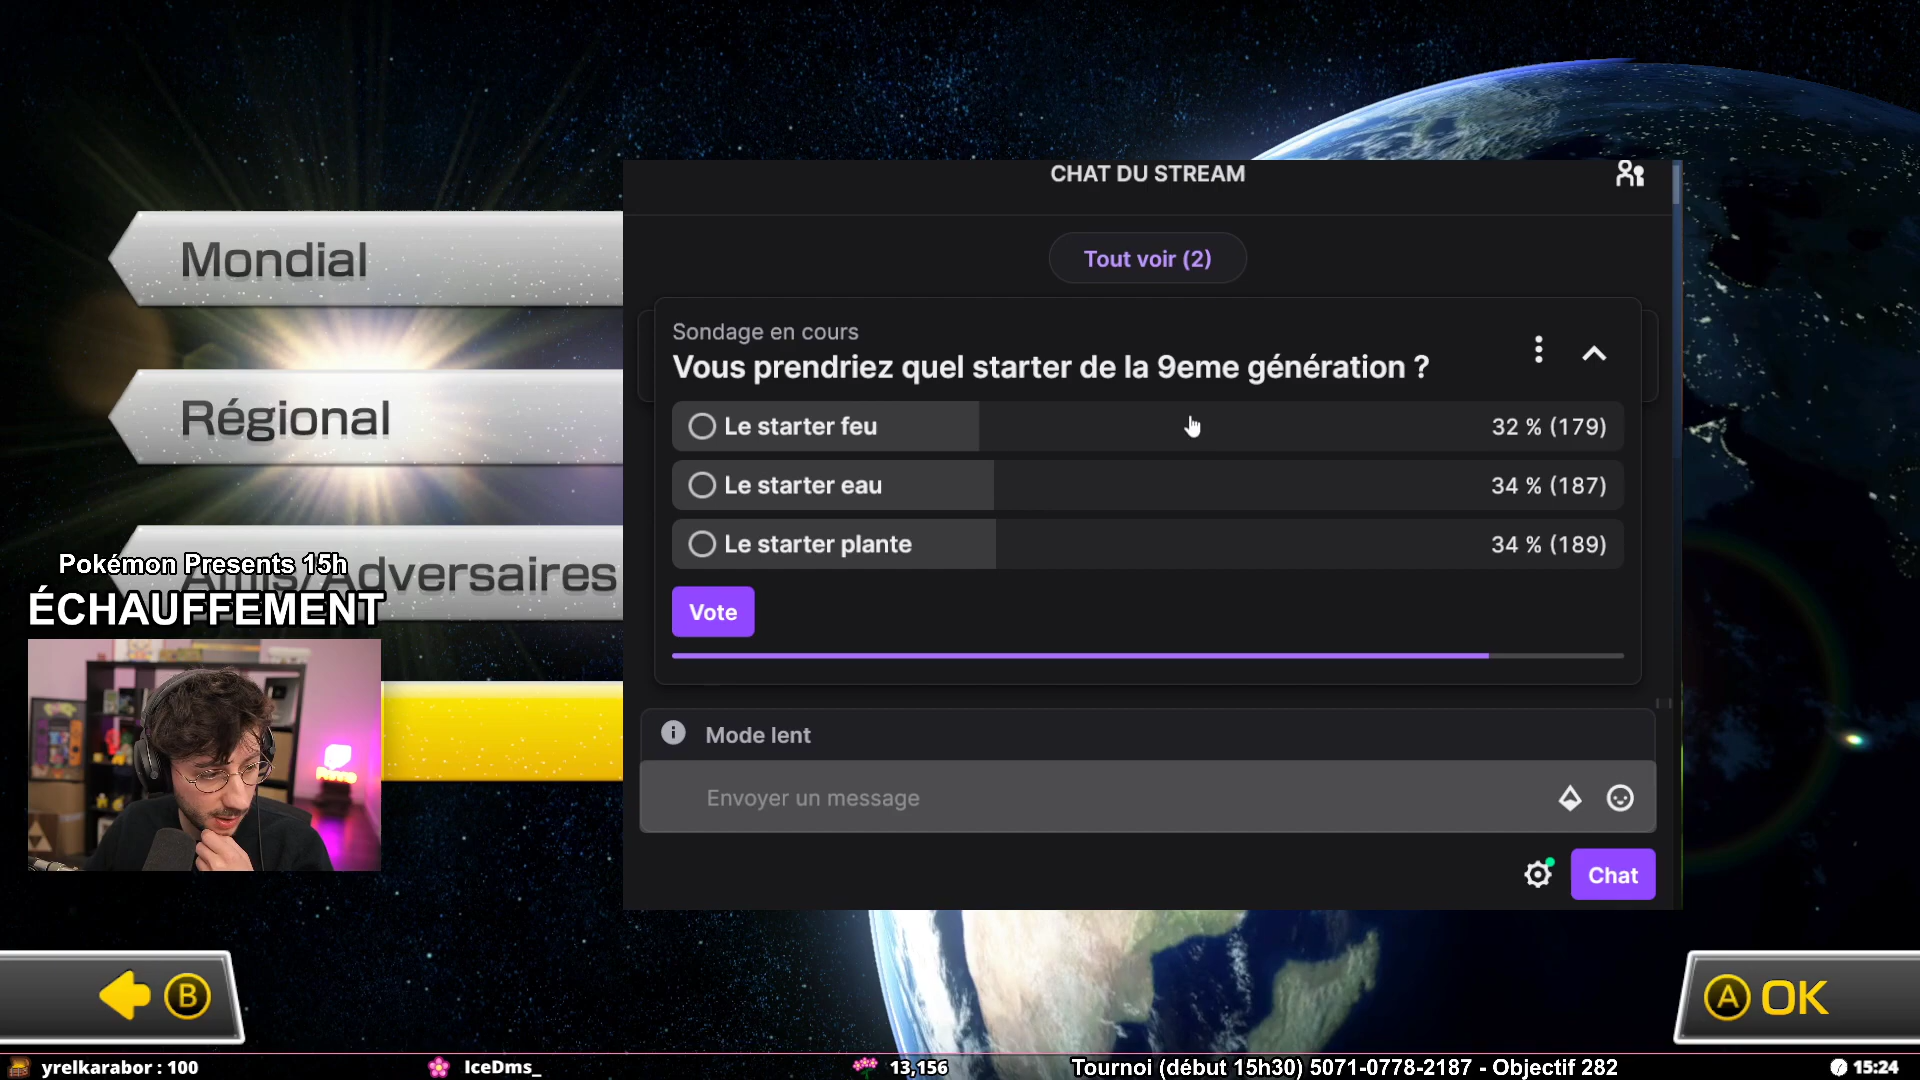 CHAT DU STREAM
Tout voir (2)
Mondial
Sondage en cours
Vous prendriez quel starter de la 9eme génération ?
Régional
Le starter feu 32 % (179)
Le starter eau 34 % (187)
Le starter plante 34 % (189)
Vote
Amis/Adversaires
Pokémon Presents 15h
ÉCHAUFFEMENT
Mode lent
Envoyer un message
Chat
B
A OK
yrelkarabor : 100
IceDms_
13,156
Tournoi (début 15h30) 5071-0778-2187 - Objectif 282
15:24